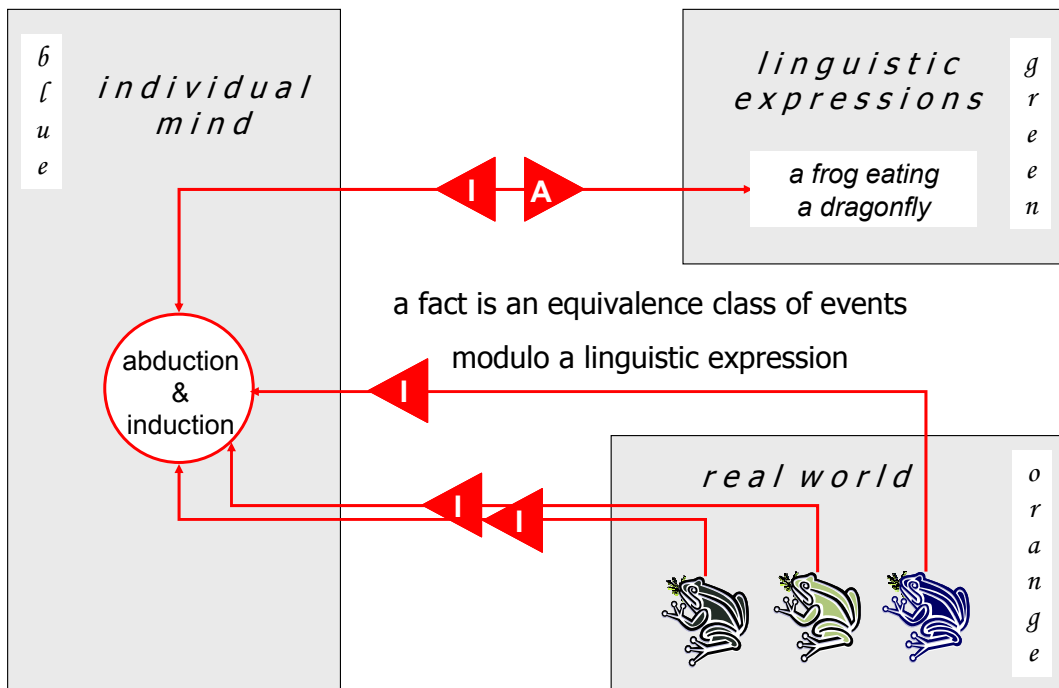 b
l
u
e
individual
mind
linguistic
expressions
g
r
e
e
n
I
A
a frog eating
a dragonfly
a fact is an equivalence class of events
modulo a linguistic expression
abduction
&
induction
I
real world
o
r
a
n
g
e
I
I